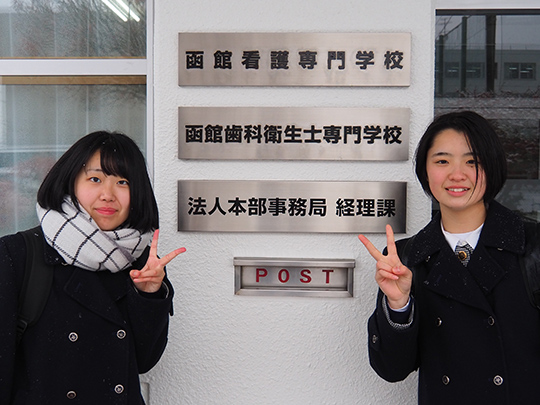 函館看護専門学校
函館歯科衛生士専門学校
法人本部事務局 経理課
POST